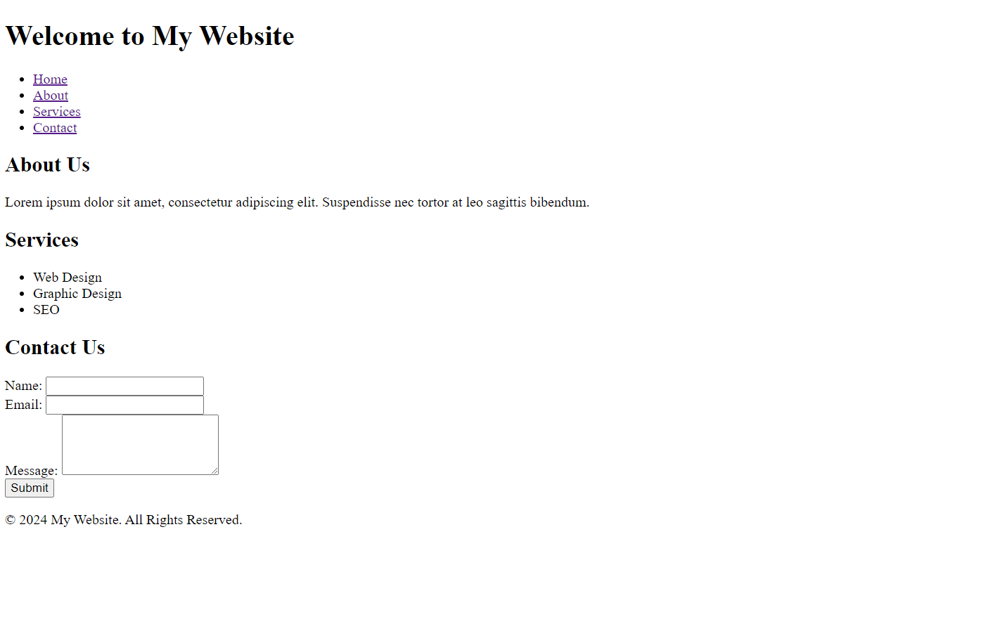 Welcome to My Website
Home
About
Services
Contact
About Us
Lorem ipsum dolor sit amet, consectetur adipiscing elit. Suspendisse nec tortor at leo sagittis bibendum.
Services
Web Design
Graphic Design
SEO
Contact Us
Name:
Email:
Message:
Submit
© 2024 My Website. All Rights Reserved.